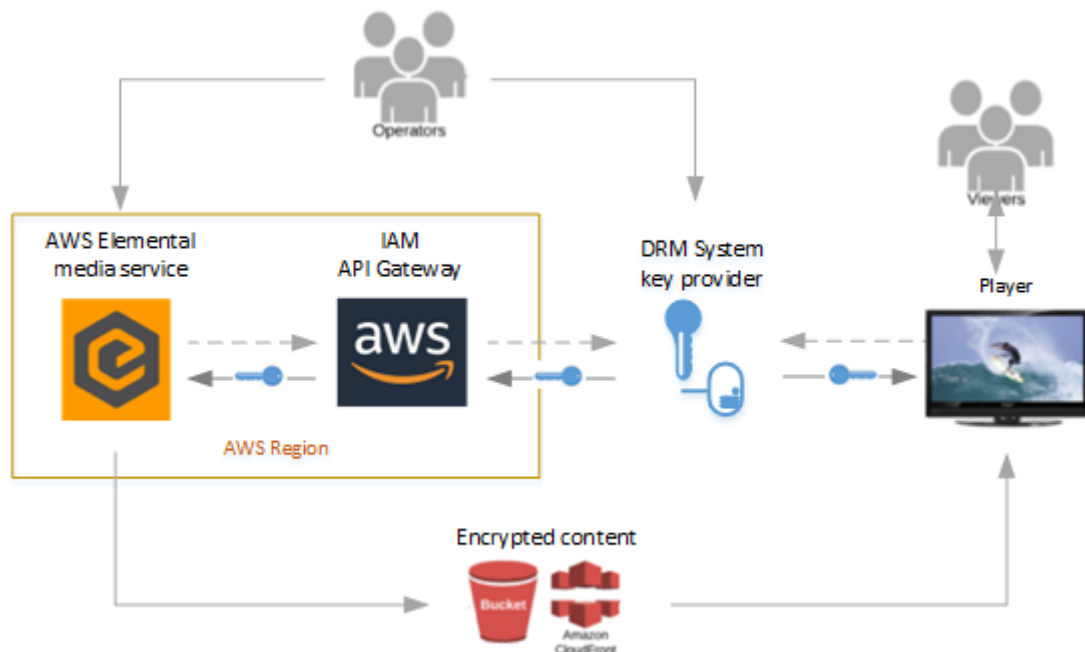 Operators
Viewers
AWS Elemental
media service
IAM
API Gateway
aws
DRM System
key provider
Player
AWS Region
Encrypted content
Bucket
Amazon
CloudFront